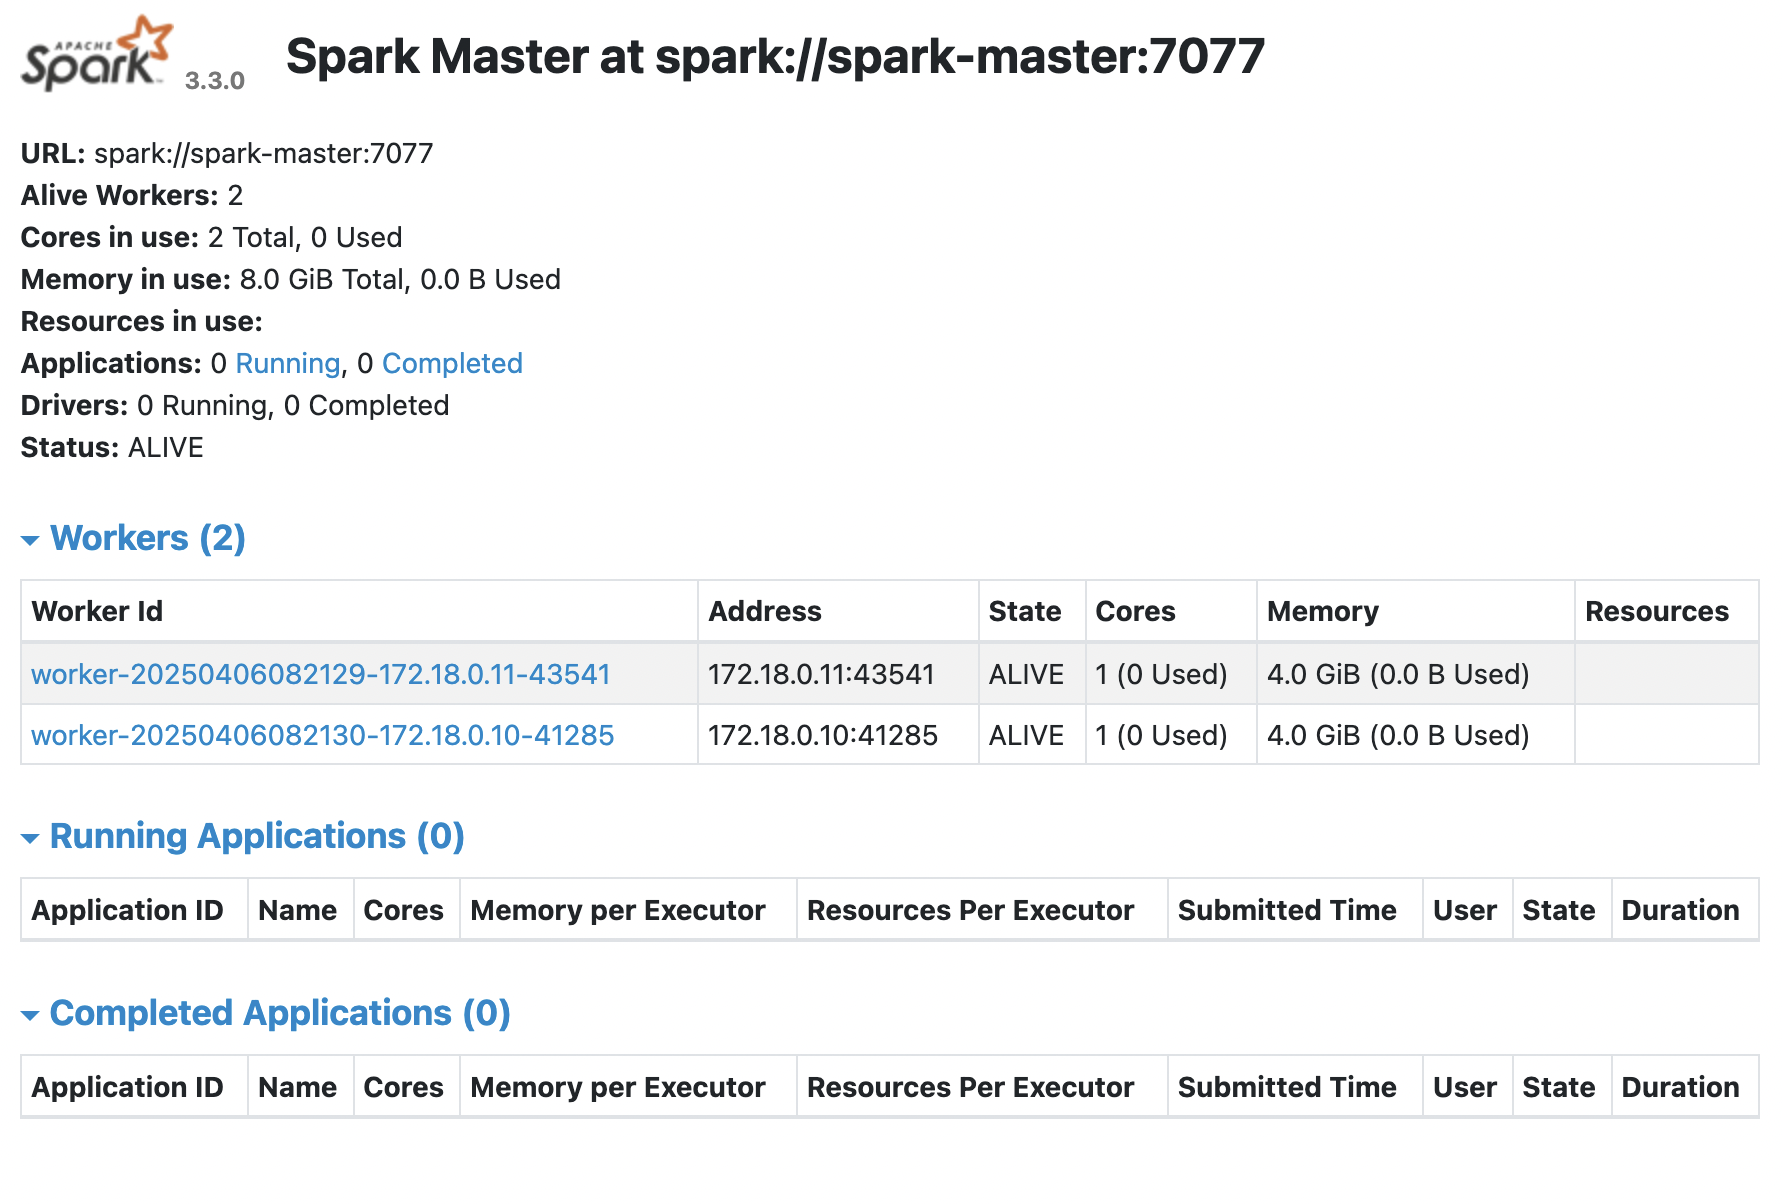 APACHE
Spark™ 3.3.0 Spark Master at spark://spark-master:7077
URL: spark://spark-master:7077
Alive Workers: 2
Cores in use: 2 Total, 0 Used
Memory in use: 8.0 GiB Total, 0.0 B Used
Resources in use:
Applications: 0 Running, 0 Completed
Drivers: 0 Running, 0 Completed
Status: ALIVE
Workers (2)
Worker Id Address State Cores Memory Resources
worker-20250406082129-172.18.0.11-43541 172.18.0.11:43541 ALIVE 1 (0 Used) 4.0 GiB (0.0 B Used)
worker-20250406082130-172.18.0.10-41285 172.18.0.10:41285 ALIVE 1 (0 Used) 4.0 GiB (0.0 B Used)
Running Applications (0)
Application ID Name Cores Memory per Executor Resources Per Executor Submitted Time User State Duration
Completed Applications (0)
Application ID Name Cores Memory per Executor Resources Per Executor Submitted Time User State Duration